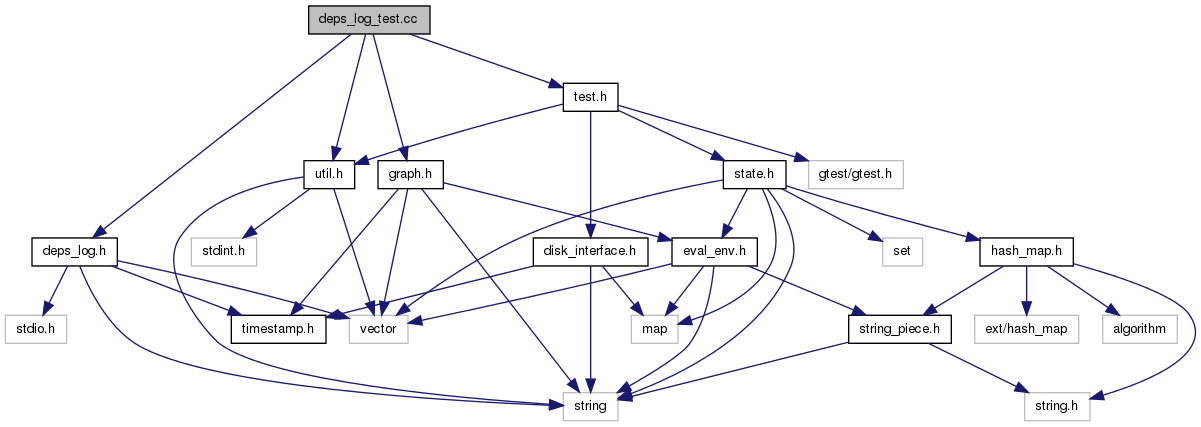 deps_log_test.cc
test.h
util.h
graph.h
state.h
gtest/gtest.h
deps_log.h
stdint.h
disk_interface.h
eval_env.h
set
hash_map.h
stdio.h
timestamp.h
vector
map
string_piece.h
ext/hash_map
algorithm
string
string.h